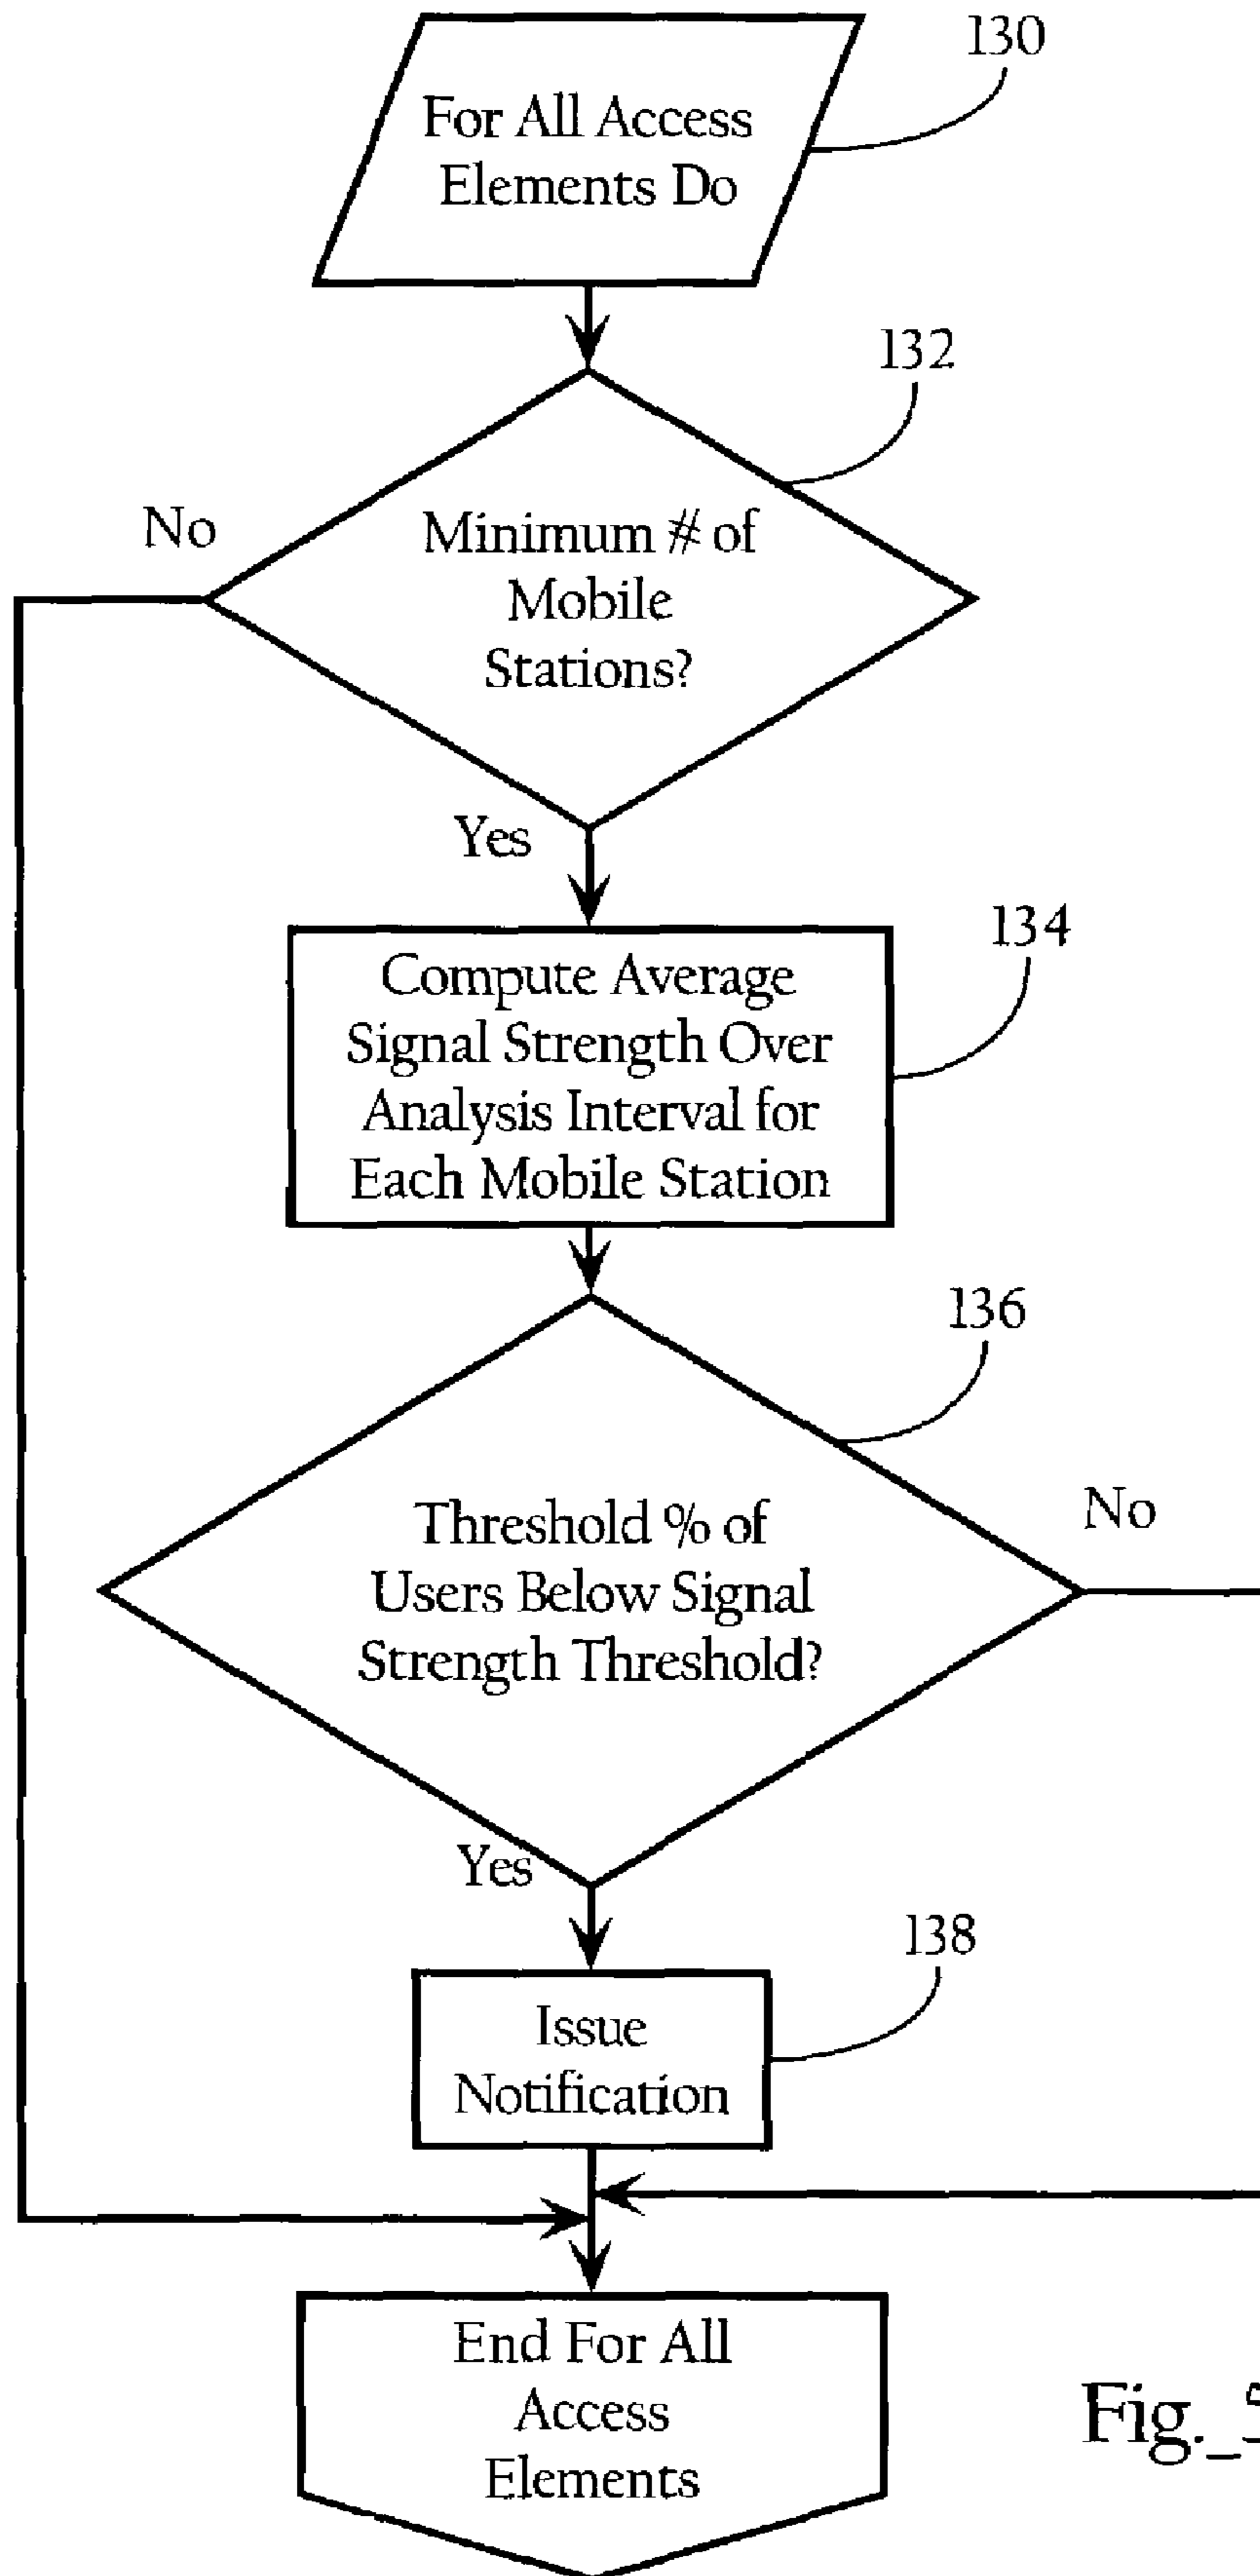 130
For All Access
Elements Do
132
No
Minimum # of
Mobile
Stations?
Yes
134
Compute Average
Signal Strength Over
Analysis Interval for
Each Mobile Station
136
No
Threshold % of
Users Below Signal
Strength Threshold?
Yes
138
Issue
Notification
End For All
Access
Elements
Fig._